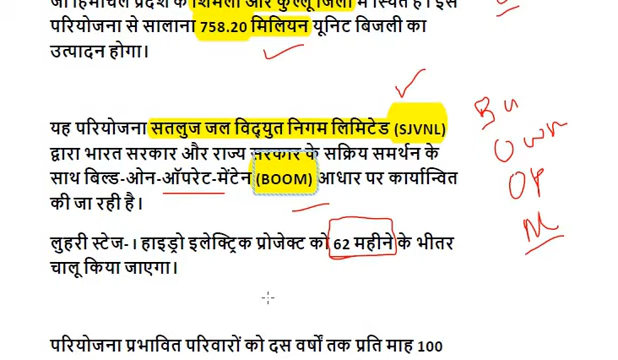 जो हिमाचल प्रदेश के शिमला और कुल्लू जिलों में स्थित है। इस
परियोजना से सालाना 758.20 मिलियन यूनिट बिजली का
उत्पादन होगा।
यह परियोजना सतलुज जल विद्युत निगम लिमिटेड (SJVNL)
द्वारा भारत सरकार और राज्य सरकार के सक्रिय समर्थन के
साथ बिल्ड-ओन-ऑपरेट-मेंटेन (BOOM) आधार पर कार्यान्वित
की जा रही है।
Bu
Own
OP
M
लुहरी स्टेज-। हाइड्रो इलेक्ट्रिक प्रोजेक्ट को 62 महीने के भीतर
चालू किया जाएगा।
परियोजना प्रभावित परिवारों को दस वर्षों तक प्रति माह 100